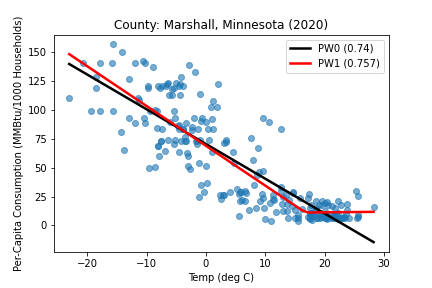 County: Marshall, Minnesota (2020)
Per-Capita Consumption (MMBtu/1000 Households)
150
125
100
75
50
25
0
PW0 (0.74)
PW1 (0.757)
−20 −10 0 10 20 30
Temp (deg C)